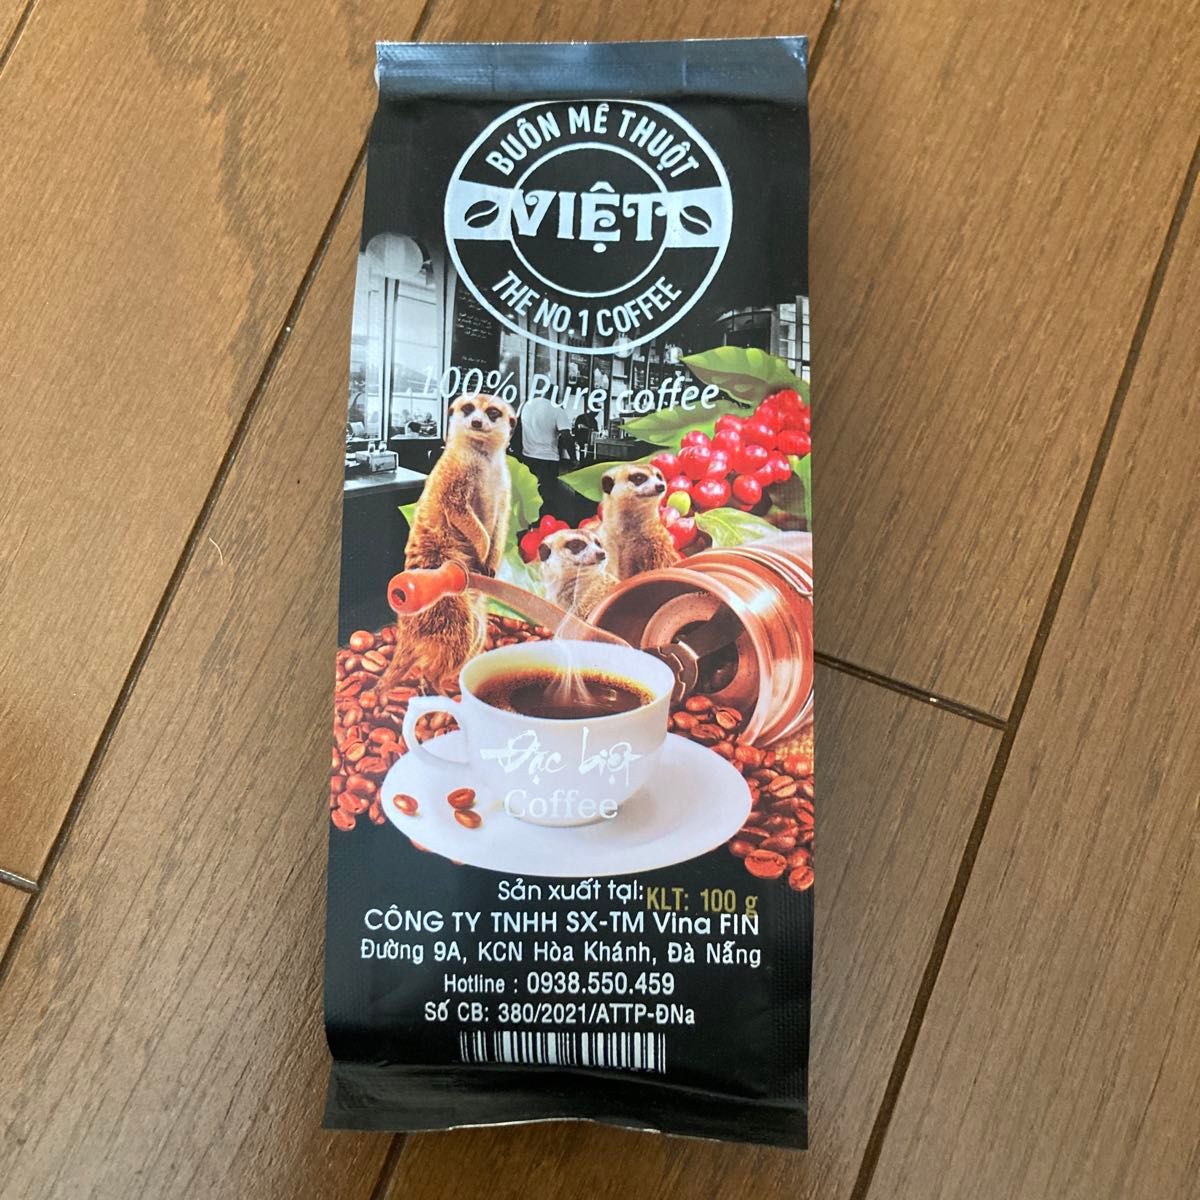 BUÔN MÊ THUỘT
VIỆT
THE NO.1 COFFEE
100% Pure coffee
Đặc biệt
Coffee
Sản xuất tại:
KLT: 100 g
CÔNG TY TNHH SX-TM Vina FIN
Đường 9A, KCN Hòa Khánh, Đà Nẵng
Hotline : 0938.550.459
Số CB: 380/2021/ATTP-ĐNa